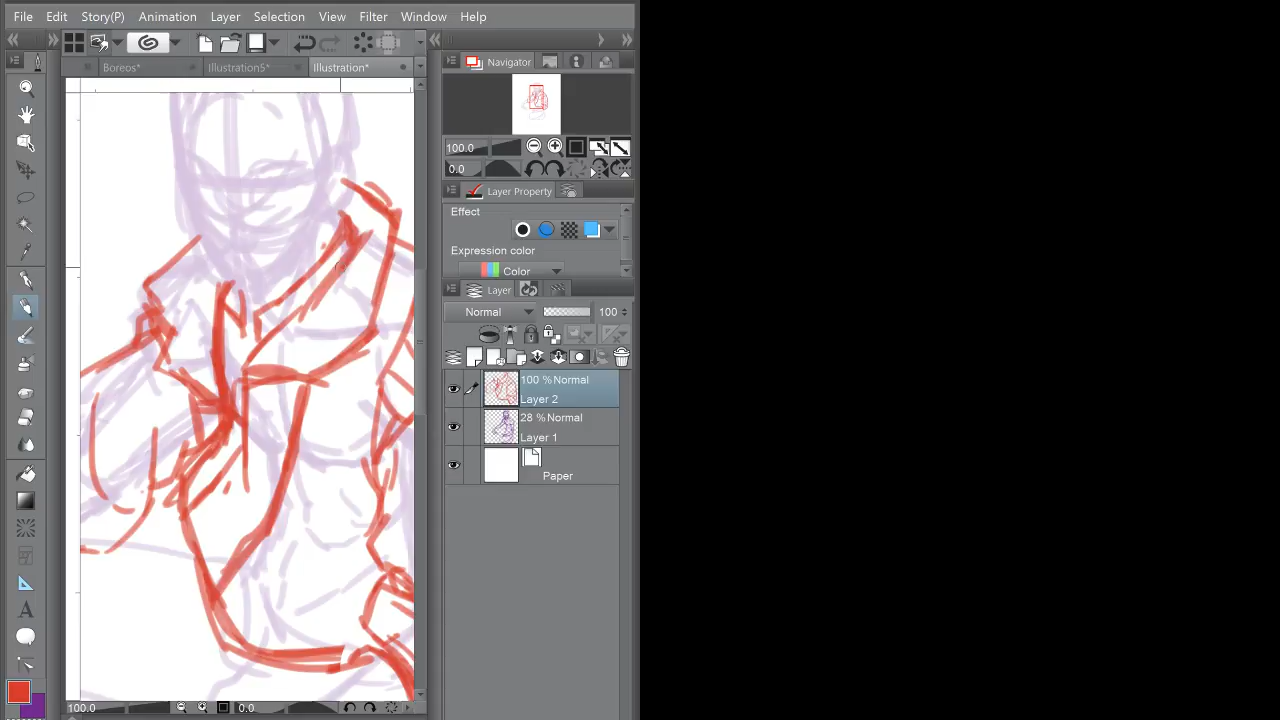 File Edit Story(P) Animation Layer Selection View Filter Window Help
Boreos* Illustration5* Illustration*
Navigator
100.0
0.0
Layer Property
Effect
Expression color
Color
Layer
Normal 100
100 % Normal
Layer 2
28 % Normal
Layer 1
Paper
A
100.0 0.0